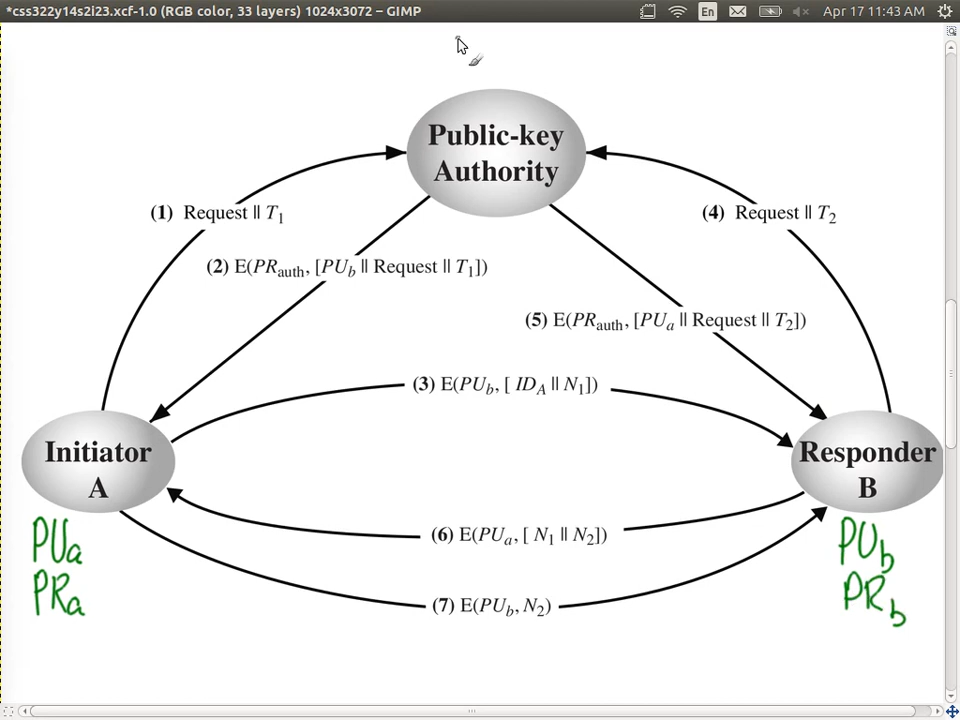 *css322y14s2i23.xcf-1.0 (RGB color, 33 layers) 1024x3072 – GIMP
En
Apr 17 11:43 AM
Public-key
Authority
(1) Request || T1
(4) Request || T2
(2) E(PRauth, [PUb || Request || T1])
(5) E(PRauth, [PUa || Request || T2])
(3) E(PUb, [ IDA || N1])
Initiator
A
Responder
B
PUa
PRa
PUb
PRb
(6) E(PUa, [ N1 || N2])
(7) E(PUb, N2)